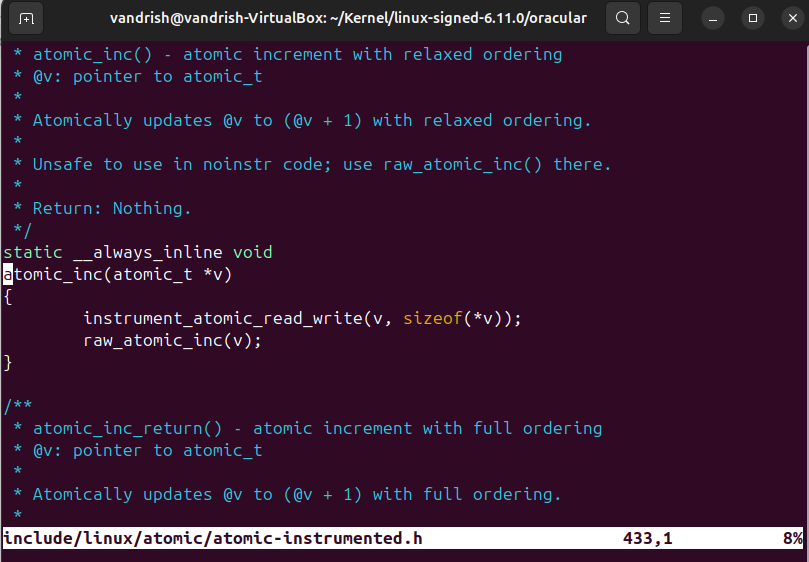 vandrish@vandrish-VirtualBox: ~/Kernel/linux-signed-6.11.0/oracular
 * atomic_inc() - atomic increment with relaxed ordering
 * @v: pointer to atomic_t
 *
 * Atomically updates @v to (@v + 1) with relaxed ordering.
 *
 * Unsafe to use in noinstr code; use raw_atomic_inc() there.
 *
 * Return: Nothing.
 */
static __always_inline void
atomic_inc(atomic_t *v)
{
        instrument_atomic_read_write(v, sizeof(*v));
        raw_atomic_inc(v);
}

/**
 * atomic_inc_return() - atomic increment with full ordering
 * @v: pointer to atomic_t
 *
 * Atomically updates @v to (@v + 1) with full ordering.
 *
include/linux/atomic/atomic-instrumented.h 433,1 8%